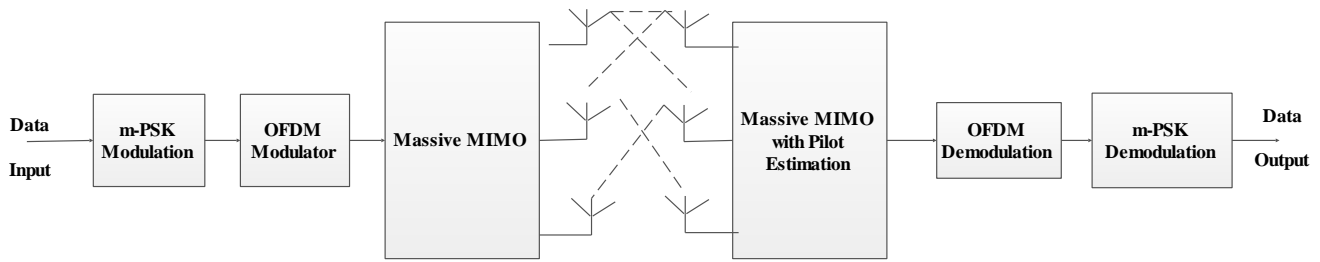 Data
Input
m-PSK
Modulation
OFDM
Modulator
Massive MIMO
Massive MIMO
with Pilot
Estimation
OFDM
Demodulation
m-PSK
Demodulation
Data
Output